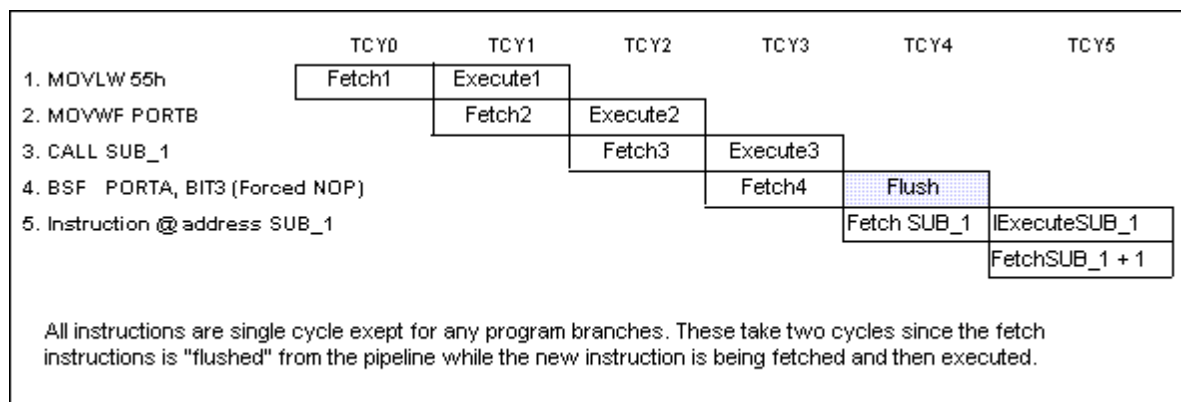 TCY0 TCY1 TCY2 TCY3 TCY4 TCY5
1. MOVLW 55h Fetch1 Execute1
2. MOVWF PORTB Fetch2 Execute2
3. CALL SUB_1 Fetch3 Execute3
4. BSF PORTA, BIT3 (Forced NOP) Fetch4 Flush
5. Instruction @ address SUB_1 Fetch SUB_1 IExecuteSUB_1
FetchSUB_1 + 1
All instructions are single cycle exept for any program branches. These take two cycles since the fetch
instructions is "flushed" from the pipeline while the new instruction is being fetched and then executed.